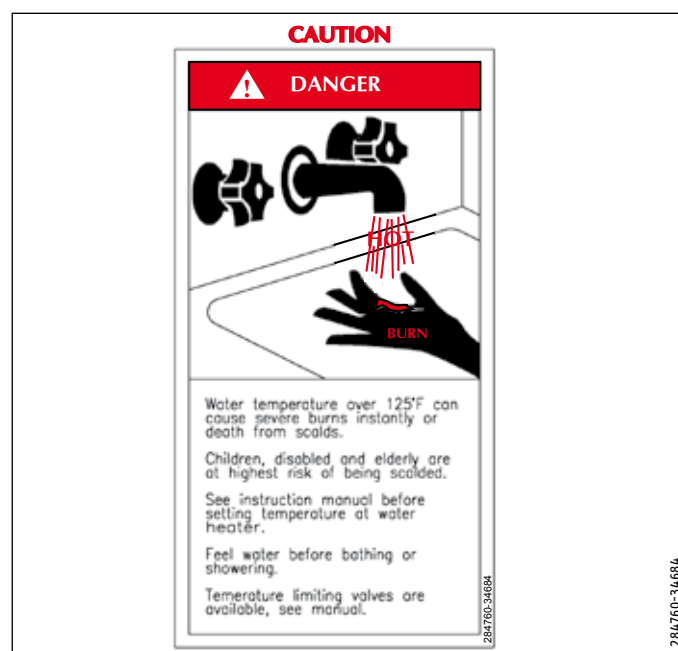 CAUTION
DANGER
HOT
BURN
Water temperature over 125°F can
cause severe burns instantly or
death from scalds.
Children, disabled and elderly are
at highest risk of being scalded.
See instruction manual before
setting temperature at water
heater.
Feel water before bathing or
showering.
Temerature limiting valves are
available, see manual.
284760-34684
284760-34684